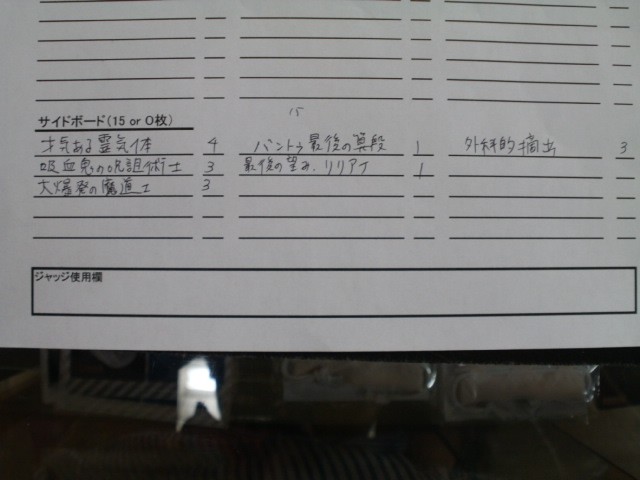 15
サイドボード(15 or 0枚)
才気ある霊気体 4 バントゥ最後の算段 1 外科的摘出 3
吸血鬼の呪詛術士 3 最後の望み、リリアナ 1
大爆発の魔道士 3
ジャッジ使用欄